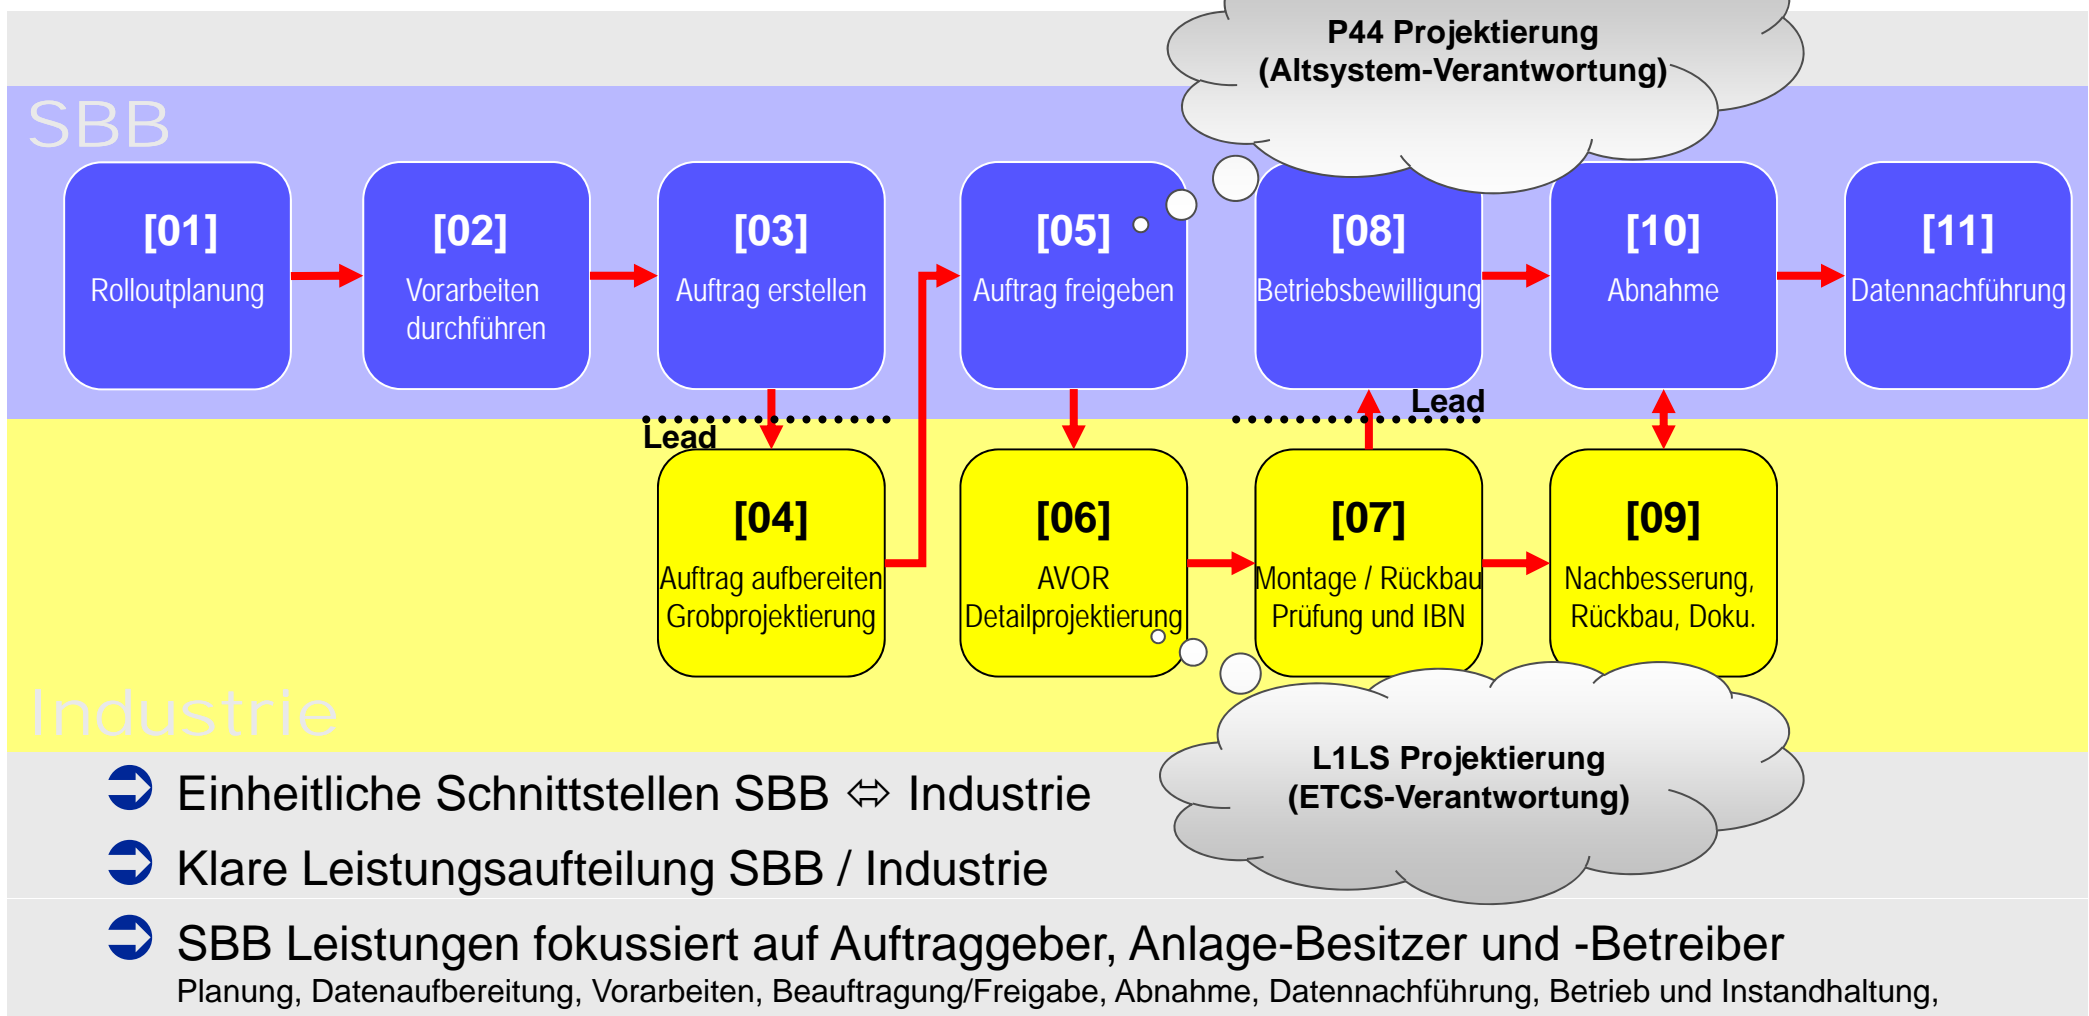 P44 Projektierung
(Altsystem-Verantwortung)
SBB
[01]
Rolloutplanung
[02]
Vorarbeiten
durchführen
[03]
Auftrag erstellen
[05]
Auftrag freigeben
[08]
Betriebsbewilligung
[10]
Abnahme
[11]
Datennachführung
Lead
Lead
[04]
Auftrag aufbereiten
Grobprojektierung
[06]
AVOR
Detailprojektierung
[07]
Montage / Rückbau
Prüfung und IBN
[09]
Nachbesserung,
Rückbau, Doku.
Industrie
L1LS Projektierung
(ETCS-Verantwortung)
Einheitliche Schnittstellen SBB ⇔ Industrie
Klare Leistungsaufteilung SBB / Industrie
SBB Leistungen fokussiert auf Auftraggeber, Anlage-Besitzer und -Betreiber
Planung, Datenaufbereitung, Vorarbeiten, Beauftragung/Freigabe, Abnahme, Datennachführung, Betrieb und Instandhaltung,